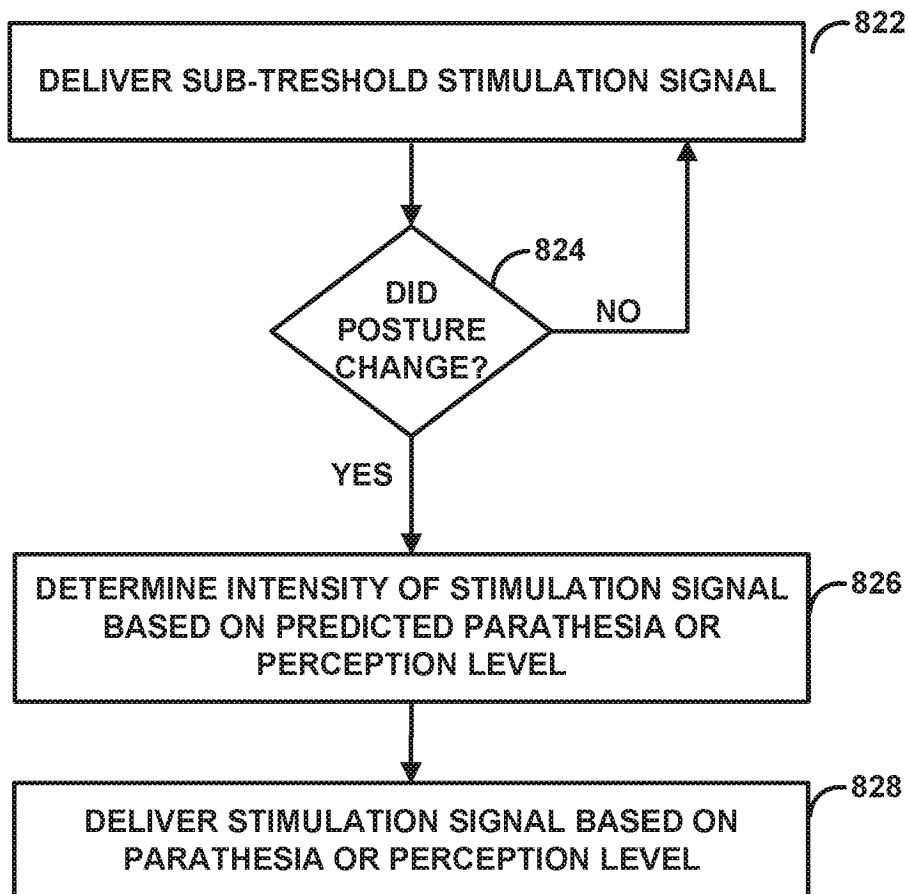 822
DELIVER SUB-TRESHOLD STIMULATION SIGNAL
824
DID
POSTURE
CHANGE?
NO
YES
826
DETERMINE INTENSITY OF STIMULATION SIGNAL
BASED ON PREDICTED PARATHESIA OR
PERCEPTION LEVEL
828
DELIVER STIMULATION SIGNAL BASED ON
PARATHESIA OR PERCEPTION LEVEL